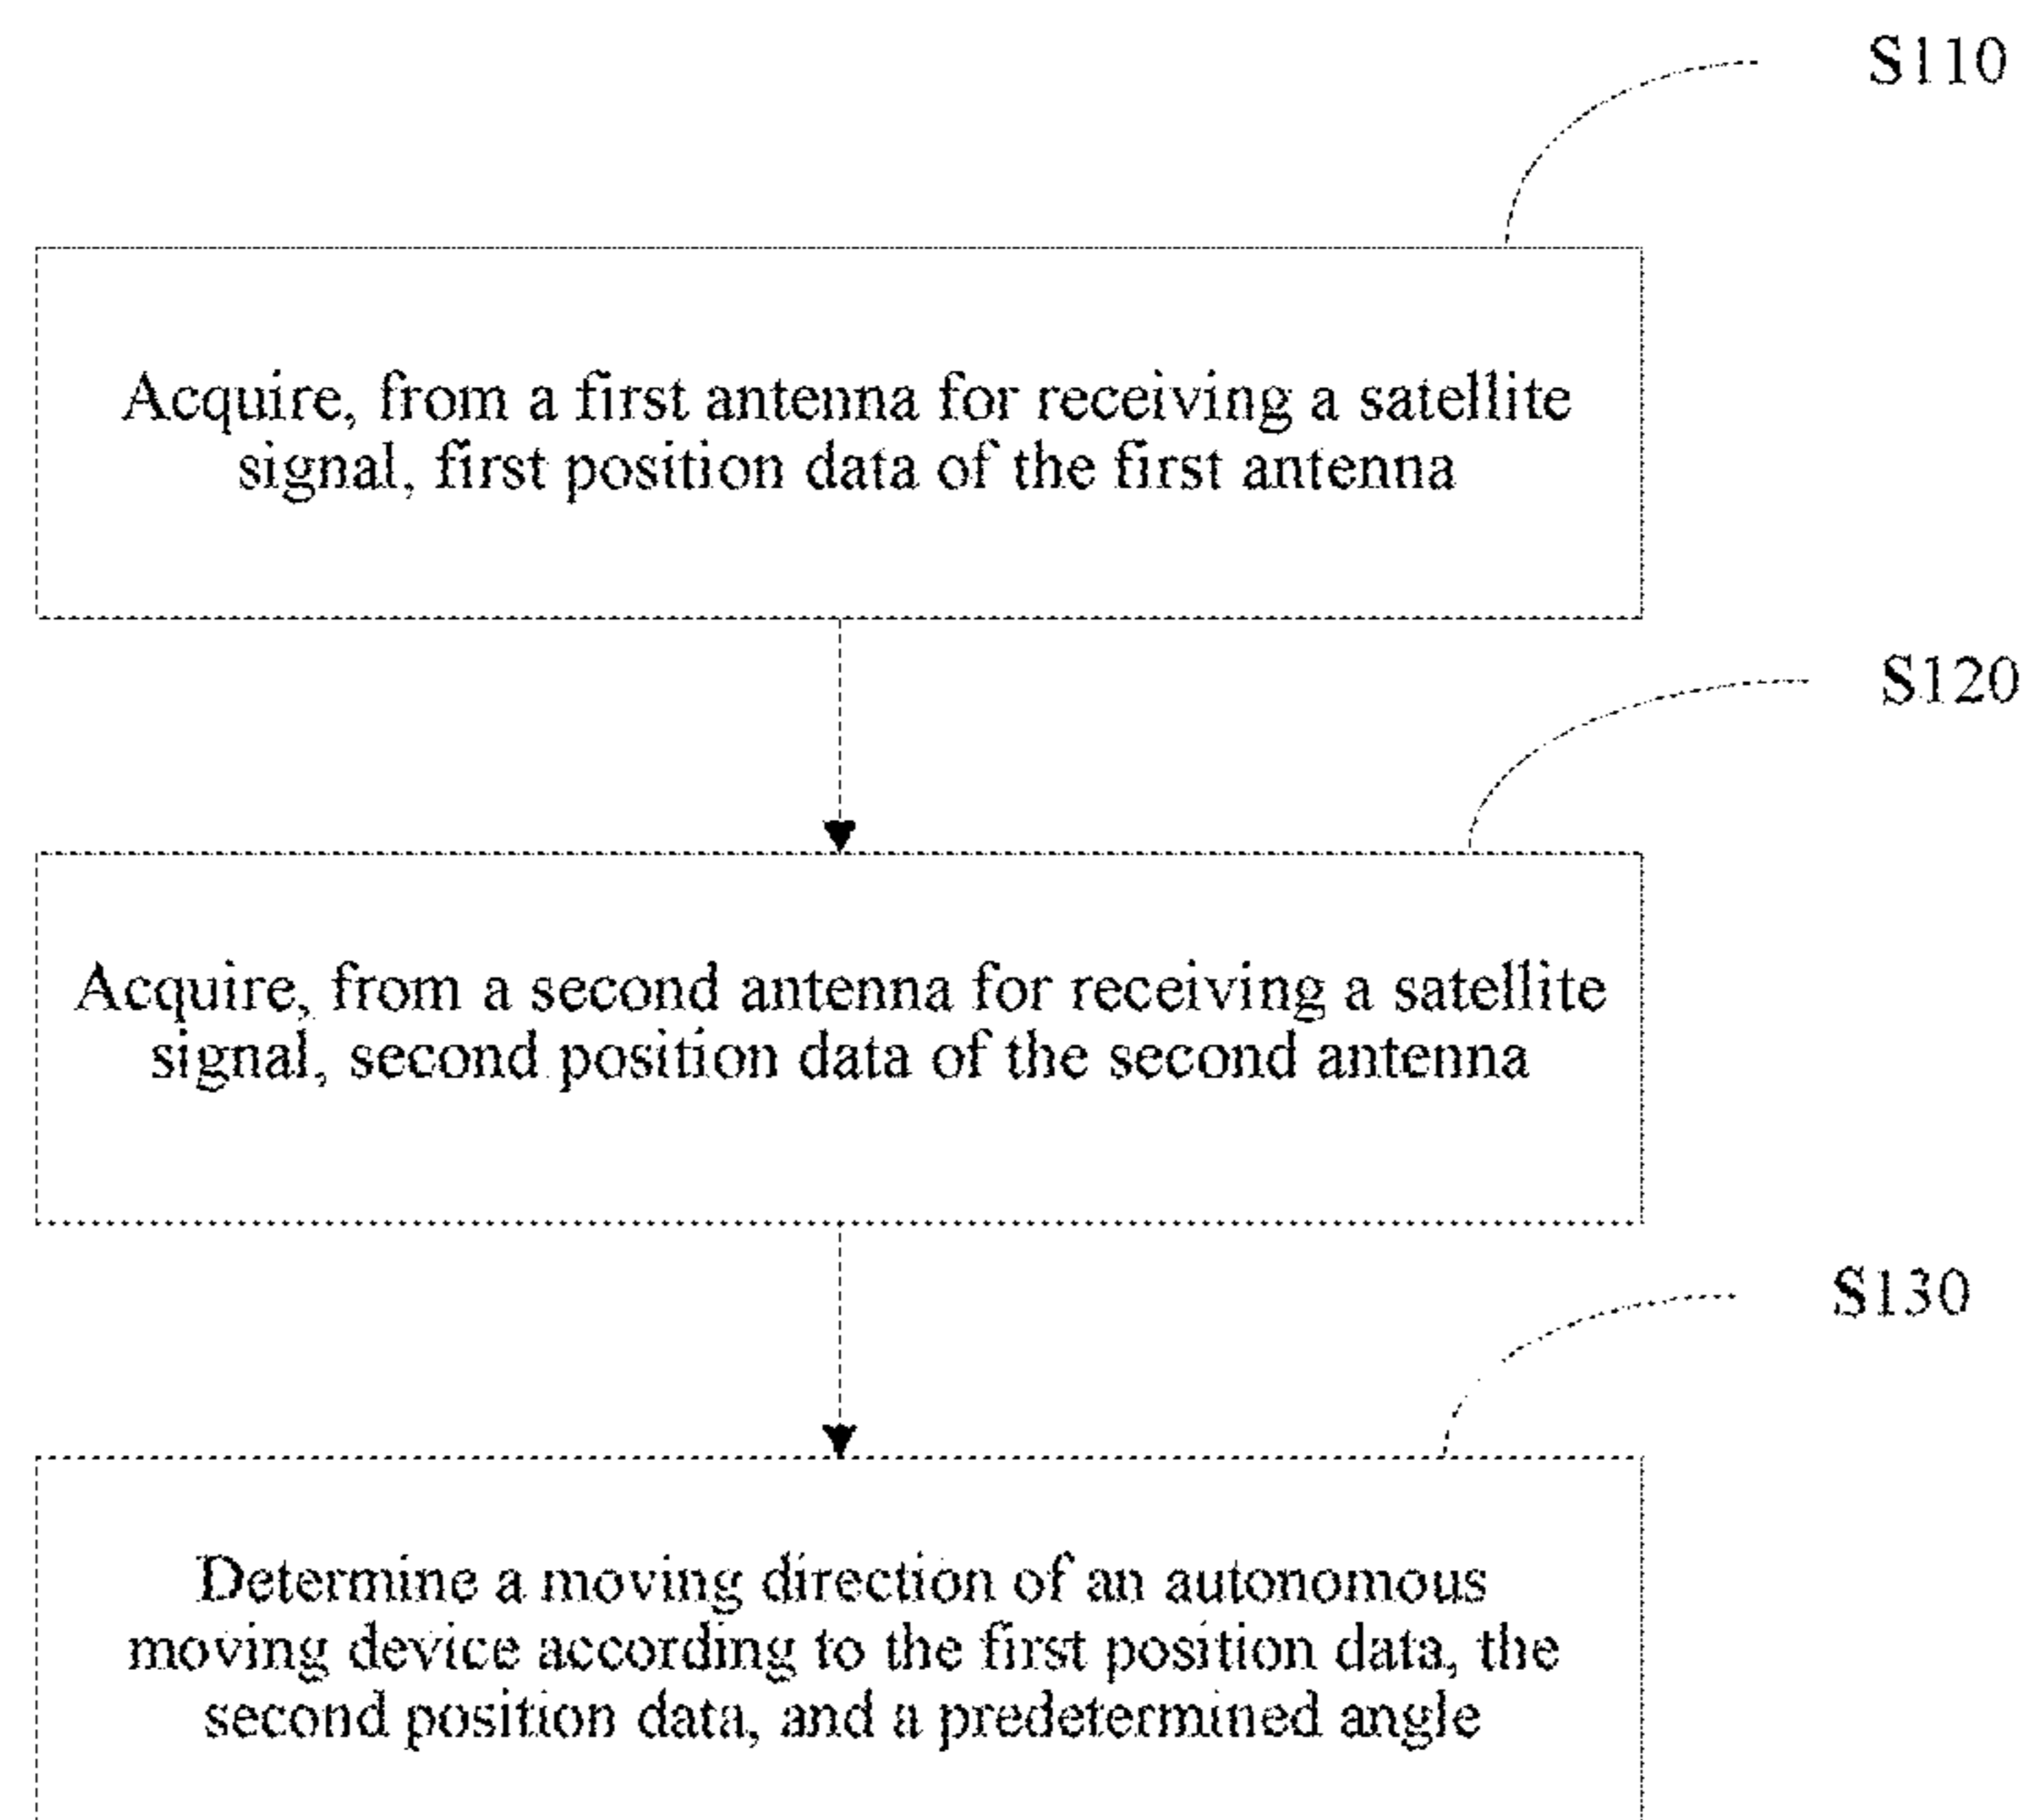 S110
Acquire, from a first antenna for receiving a satellite
signal, first position data of the first antenna
S120
Acquire, from a second antenna for receiving a satellite
signal, second position data of the second antenna
S130
Determine a moving direction of an autonomous
moving device according to the first position data, the
second position data, and a predetermined angle